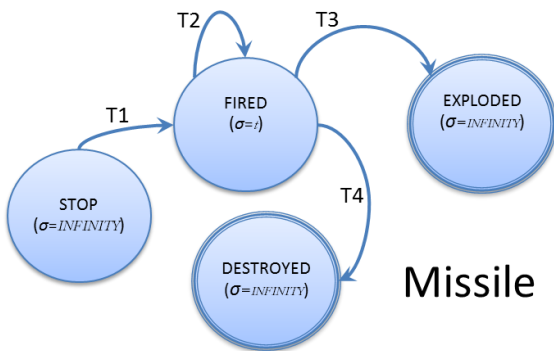 T2
T3
FIRED
(σ=t)
EXPLODED
(σ=INFINITY)
T1
STOP
(σ=INFINITY)
T4
DESTROYED
(σ=INFINITY)
Missile